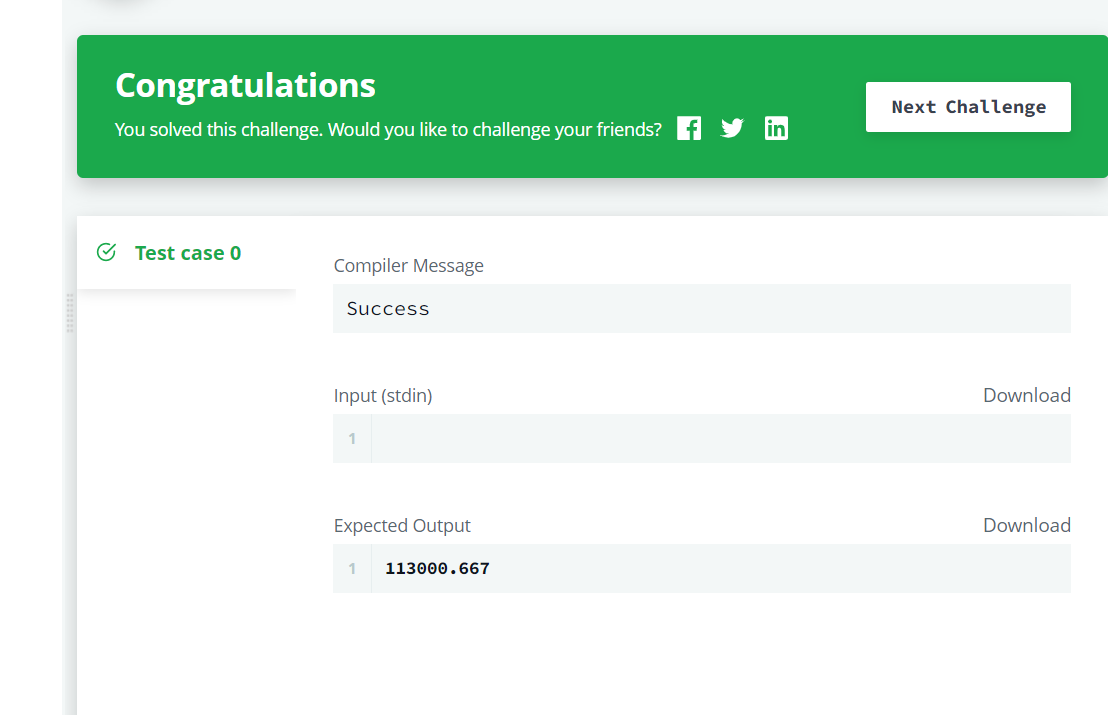 Congratulations
You solved this challenge. Would you like to challenge your friends?
Next Challenge
Test case 0
Compiler Message
Success
Input (stdin)
Download
1
Expected Output
Download
1
113000.667